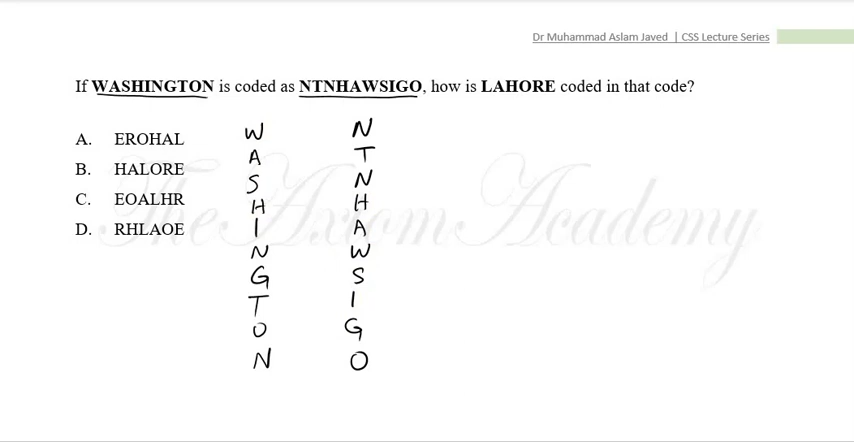 Dr Muhammad Aslam Javed | CSS Lecture Series
If WASHINGTON is coded as NTNHAWSIGO, how is LAHORE coded in that code?
A. EROHAL
B. HALORE
C. EOALHR
D. RHLAOE
W N
A T
S N
H H
I A
N W
G S
T I
O G
N O
The Axiom Academy